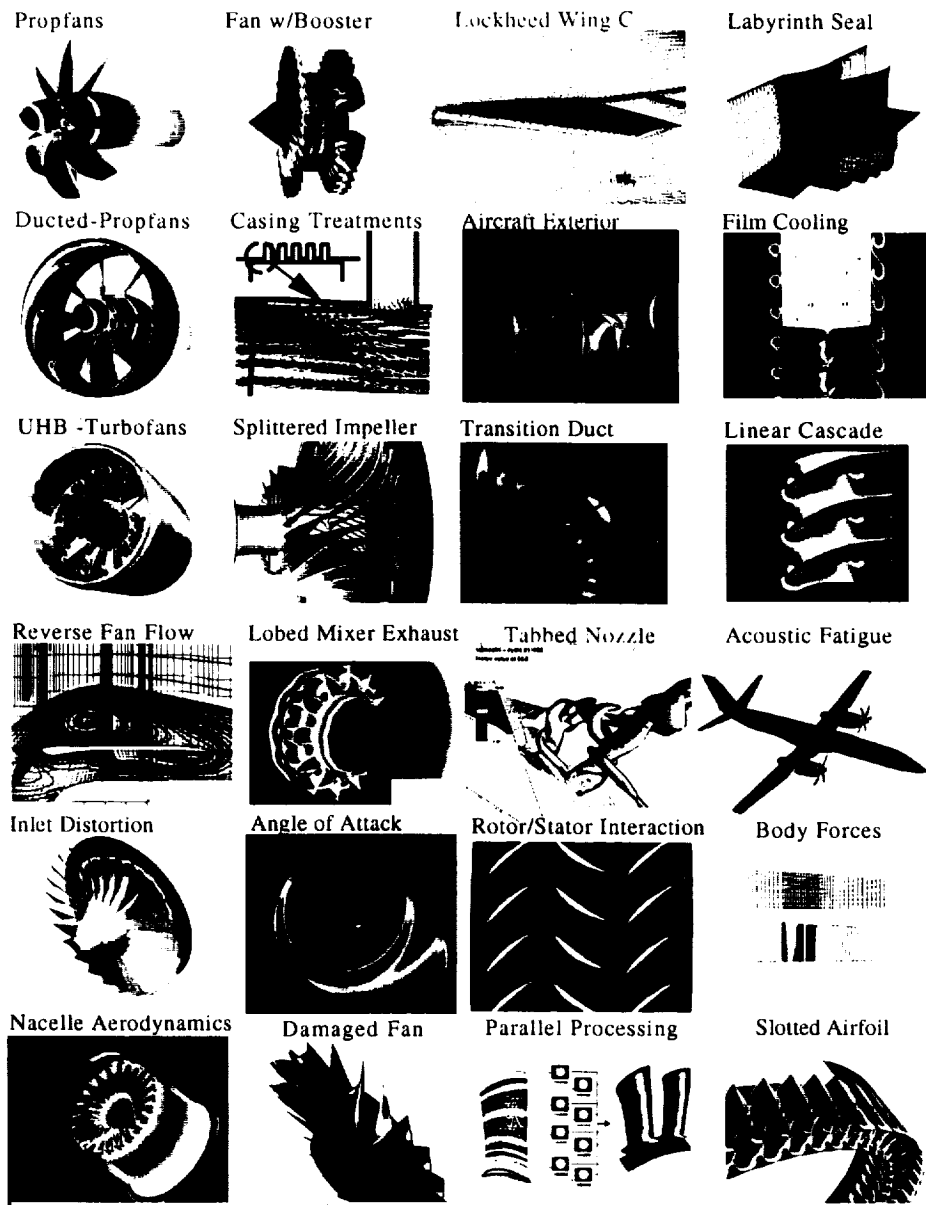 Propfans
Fan w/Booster
Lockheed Wing C
Labyrinth Seal
Ducted-Propfans
Casing Treatments
Aircraft Exterior
Film Cooling
UHB -Turbofans
Splittered Impeller
Transition Duct
Linear Cascade
Reverse Fan Flow
Lobed Mixer Exhaust
Tabbed Nozzle
Acoustic Fatigue
Inlet Distortion
Angle of Attack
Rotor/Stator Interaction
Body Forces
Nacelle Aerodynamics
Damaged Fan
Parallel Processing
Slotted Airfoil